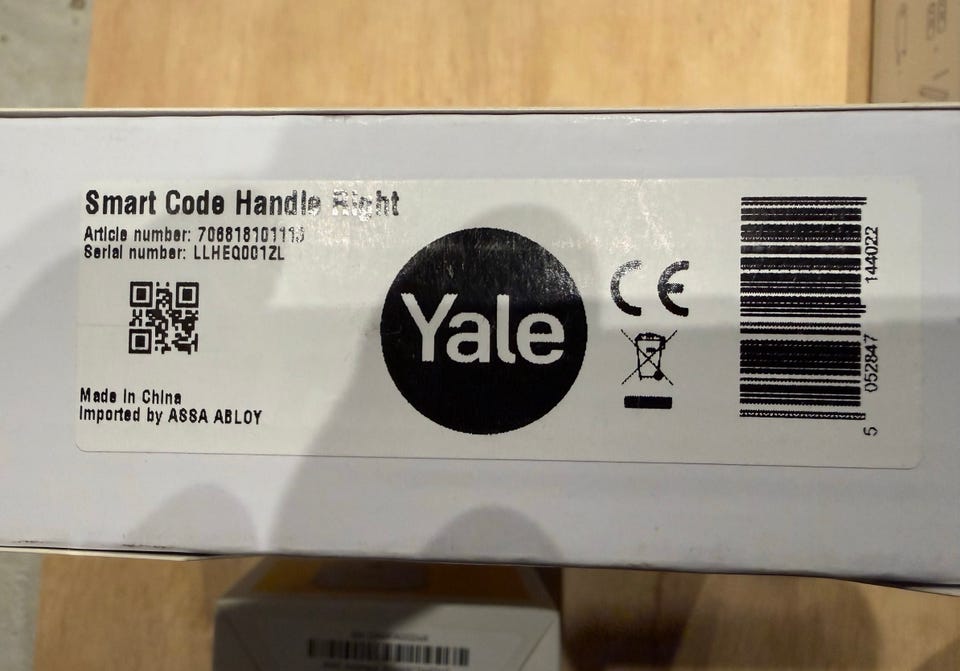 Smart Code Handle Right
Article number:
Serial number: LLHEQ001ZL
Made in China
Imported by ASSA ABLOY
Yale
CE
5 052847 144022